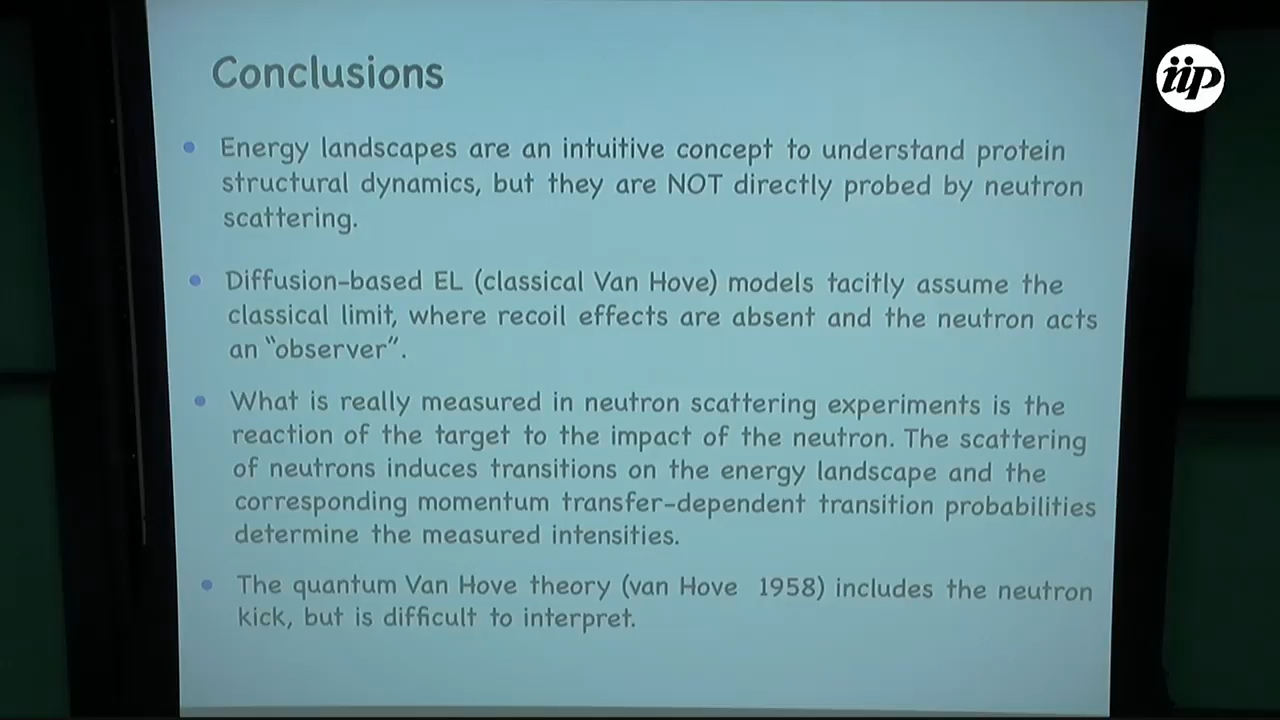 Conclusions
iip
• Energy landscapes are an intuitive concept to understand protein
structural dynamics, but they are NOT directly probed by neutron
scattering.
• Diffusion-based EL (classical Van Hove) models tacitly assume the
classical limit, where recoil effects are absent and the neutron acts
an “observer”.
• What is really measured in neutron scattering experiments is the
reaction of the target to the impact of the neutron. The scattering
of neutrons induces transitions on the energy landscape and the
corresponding momentum transfer-dependent transition probabilities
determine the measured intensities.
• The quantum Van Hove theory (van Hove 1958) includes the neutron
kick, but is difficult to interpret.